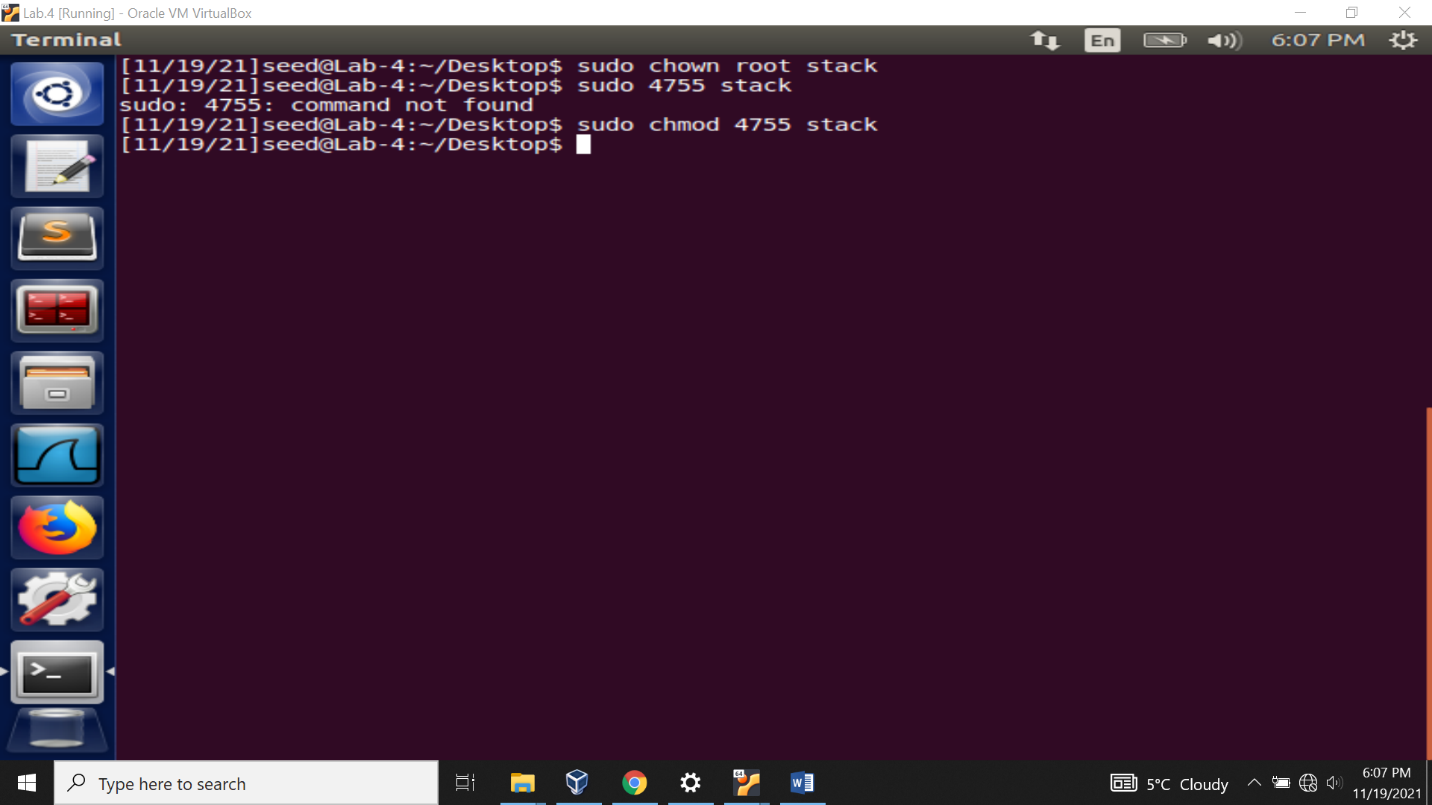 Lab.4 [Running] - Oracle VM VirtualBox
Terminal
En
6:07 PM
[11/19/21]seed@Lab-4:~/Desktop$ sudo chown root stack
[11/19/21]seed@Lab-4:~/Desktop$ sudo 4755 stack
sudo: 4755: command not found
[11/19/21]seed@Lab-4:~/Desktop$ sudo chmod 4755 stack
[11/19/21]seed@Lab-4:~/Desktop$
Type here to search
5°C Cloudy
6:07 PM
11/19/2021